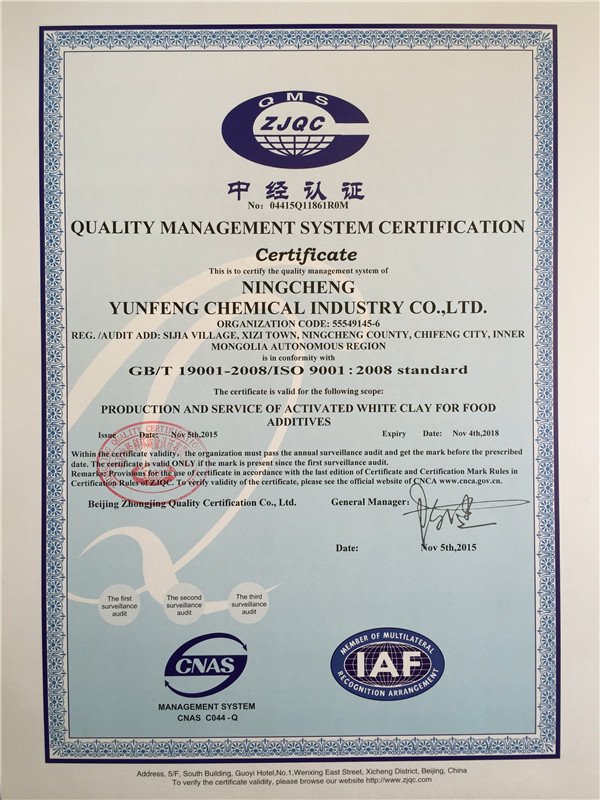 QMS
ZJQC
中经认证
No: 04415Q11861R0M
QUALITY MANAGEMENT SYSTEM CERTIFICATION
Certificate
This is to certify the quality management system of
NINGCHENG
YUNFENG CHEMICAL INDUSTRY CO.,LTD.
ORGANIZATION CODE: 55549145-6
REG. /AUDIT ADD: SIJIA VILLAGE, XIZI TOWN, NINGCHENG COUNTY, CHIFENG CITY, INNER
MONGOLIA AUTONOMOUS REGION
is in conformity with
GB/T 19001-2008/ISO 9001 : 2008 standard
The certificate is valid for the following scope:
PRODUCTION AND SERVICE OF ACTIVATED WHITE CLAY FOR FOOD
ADDITIVES
Issue Date: Nov 5th.2015 Expiry Date: Nov 4th,2018
Within the certificate validity, the organization must pass the annual surveillance audit and get the mark before the prescribed
date. The certificate is valid ONLY if the mark is present since the first surveillance audit.
Remark: Provisions for the use of certificate in accordance with the last edition of Certificate and Certification Mark Rules in
Certification Rules of ZJQC. To verify validity of the certificate, please see the official website of CNCA www.cnca.gov.cn.
Beijing Zhongjing Quality Certification Co., Ltd. General Manager:
Date: Nov 5th,2015
The first
surveillance
audit
The second
surveillance
audit
The third
surveillance
audit
CNAS
MANAGEMENT SYSTEM
CNAS C044-Q
MEMBER OF MULTILATERAL
IAF
RECOGNITION ARRANGEMENT
Address, 5/F, South Building, Guoyi Hotel,No.1,Wenxing East Street, Xicheng District, Beijing, China
To verify the certificate validity, please browse our website http://www.zjqc.com